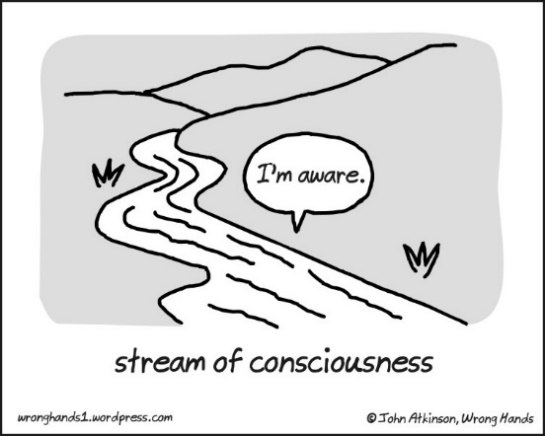 I'm aware.
stream of consciousness
wronghands1.wordpress.com
© John Atkinson, Wrong Hands